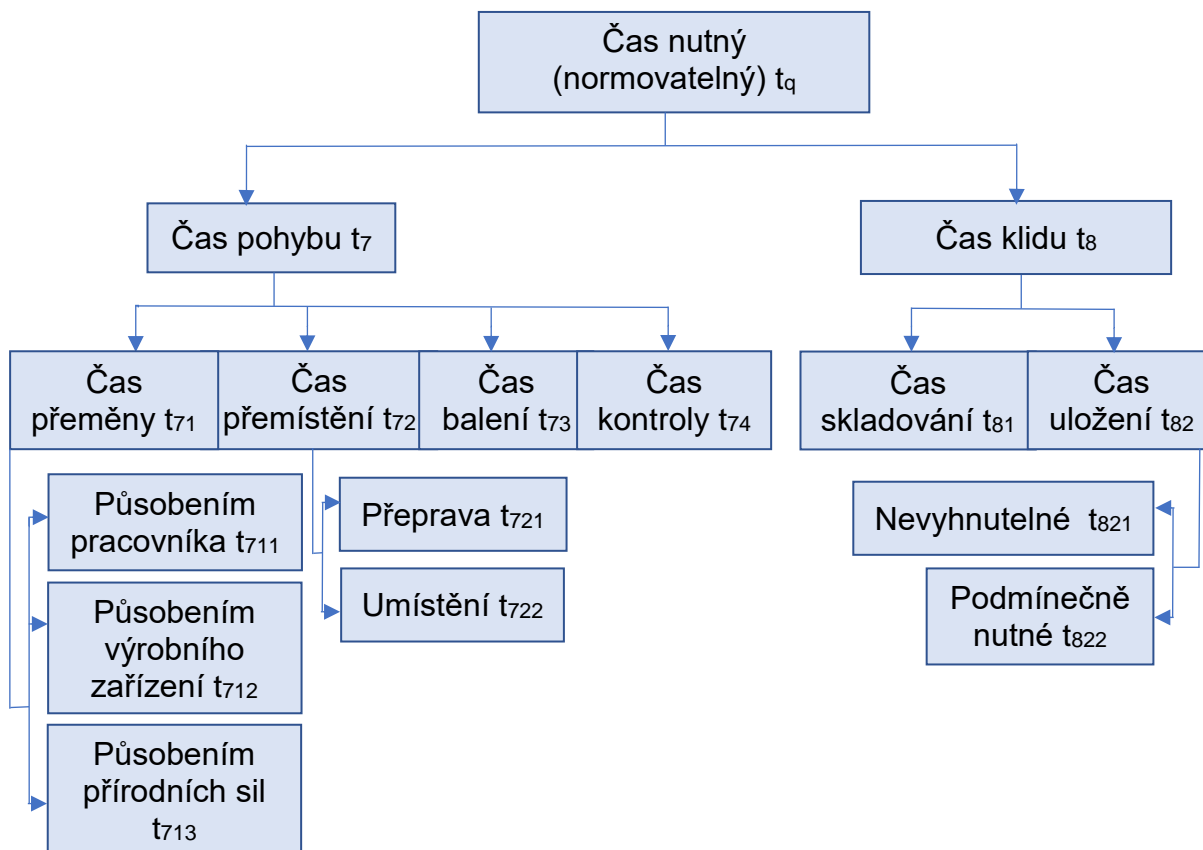 Čas nutný
(normovatelný) tq
Čas pohybu t7
Čas klidu t8
Čas
přeměny t71
Čas
přemístění t72
Čas
balení t73
Čas
kontroly t74
Čas
skladování t81
Čas
uložení t82
Působením
pracovníka t711
Působením
výrobního
zařízení t712
Působením
přírodních sil
t713
Přeprava t721
Umístění t722
Nevyhnutelné t821
Podmínečně
nutné t822